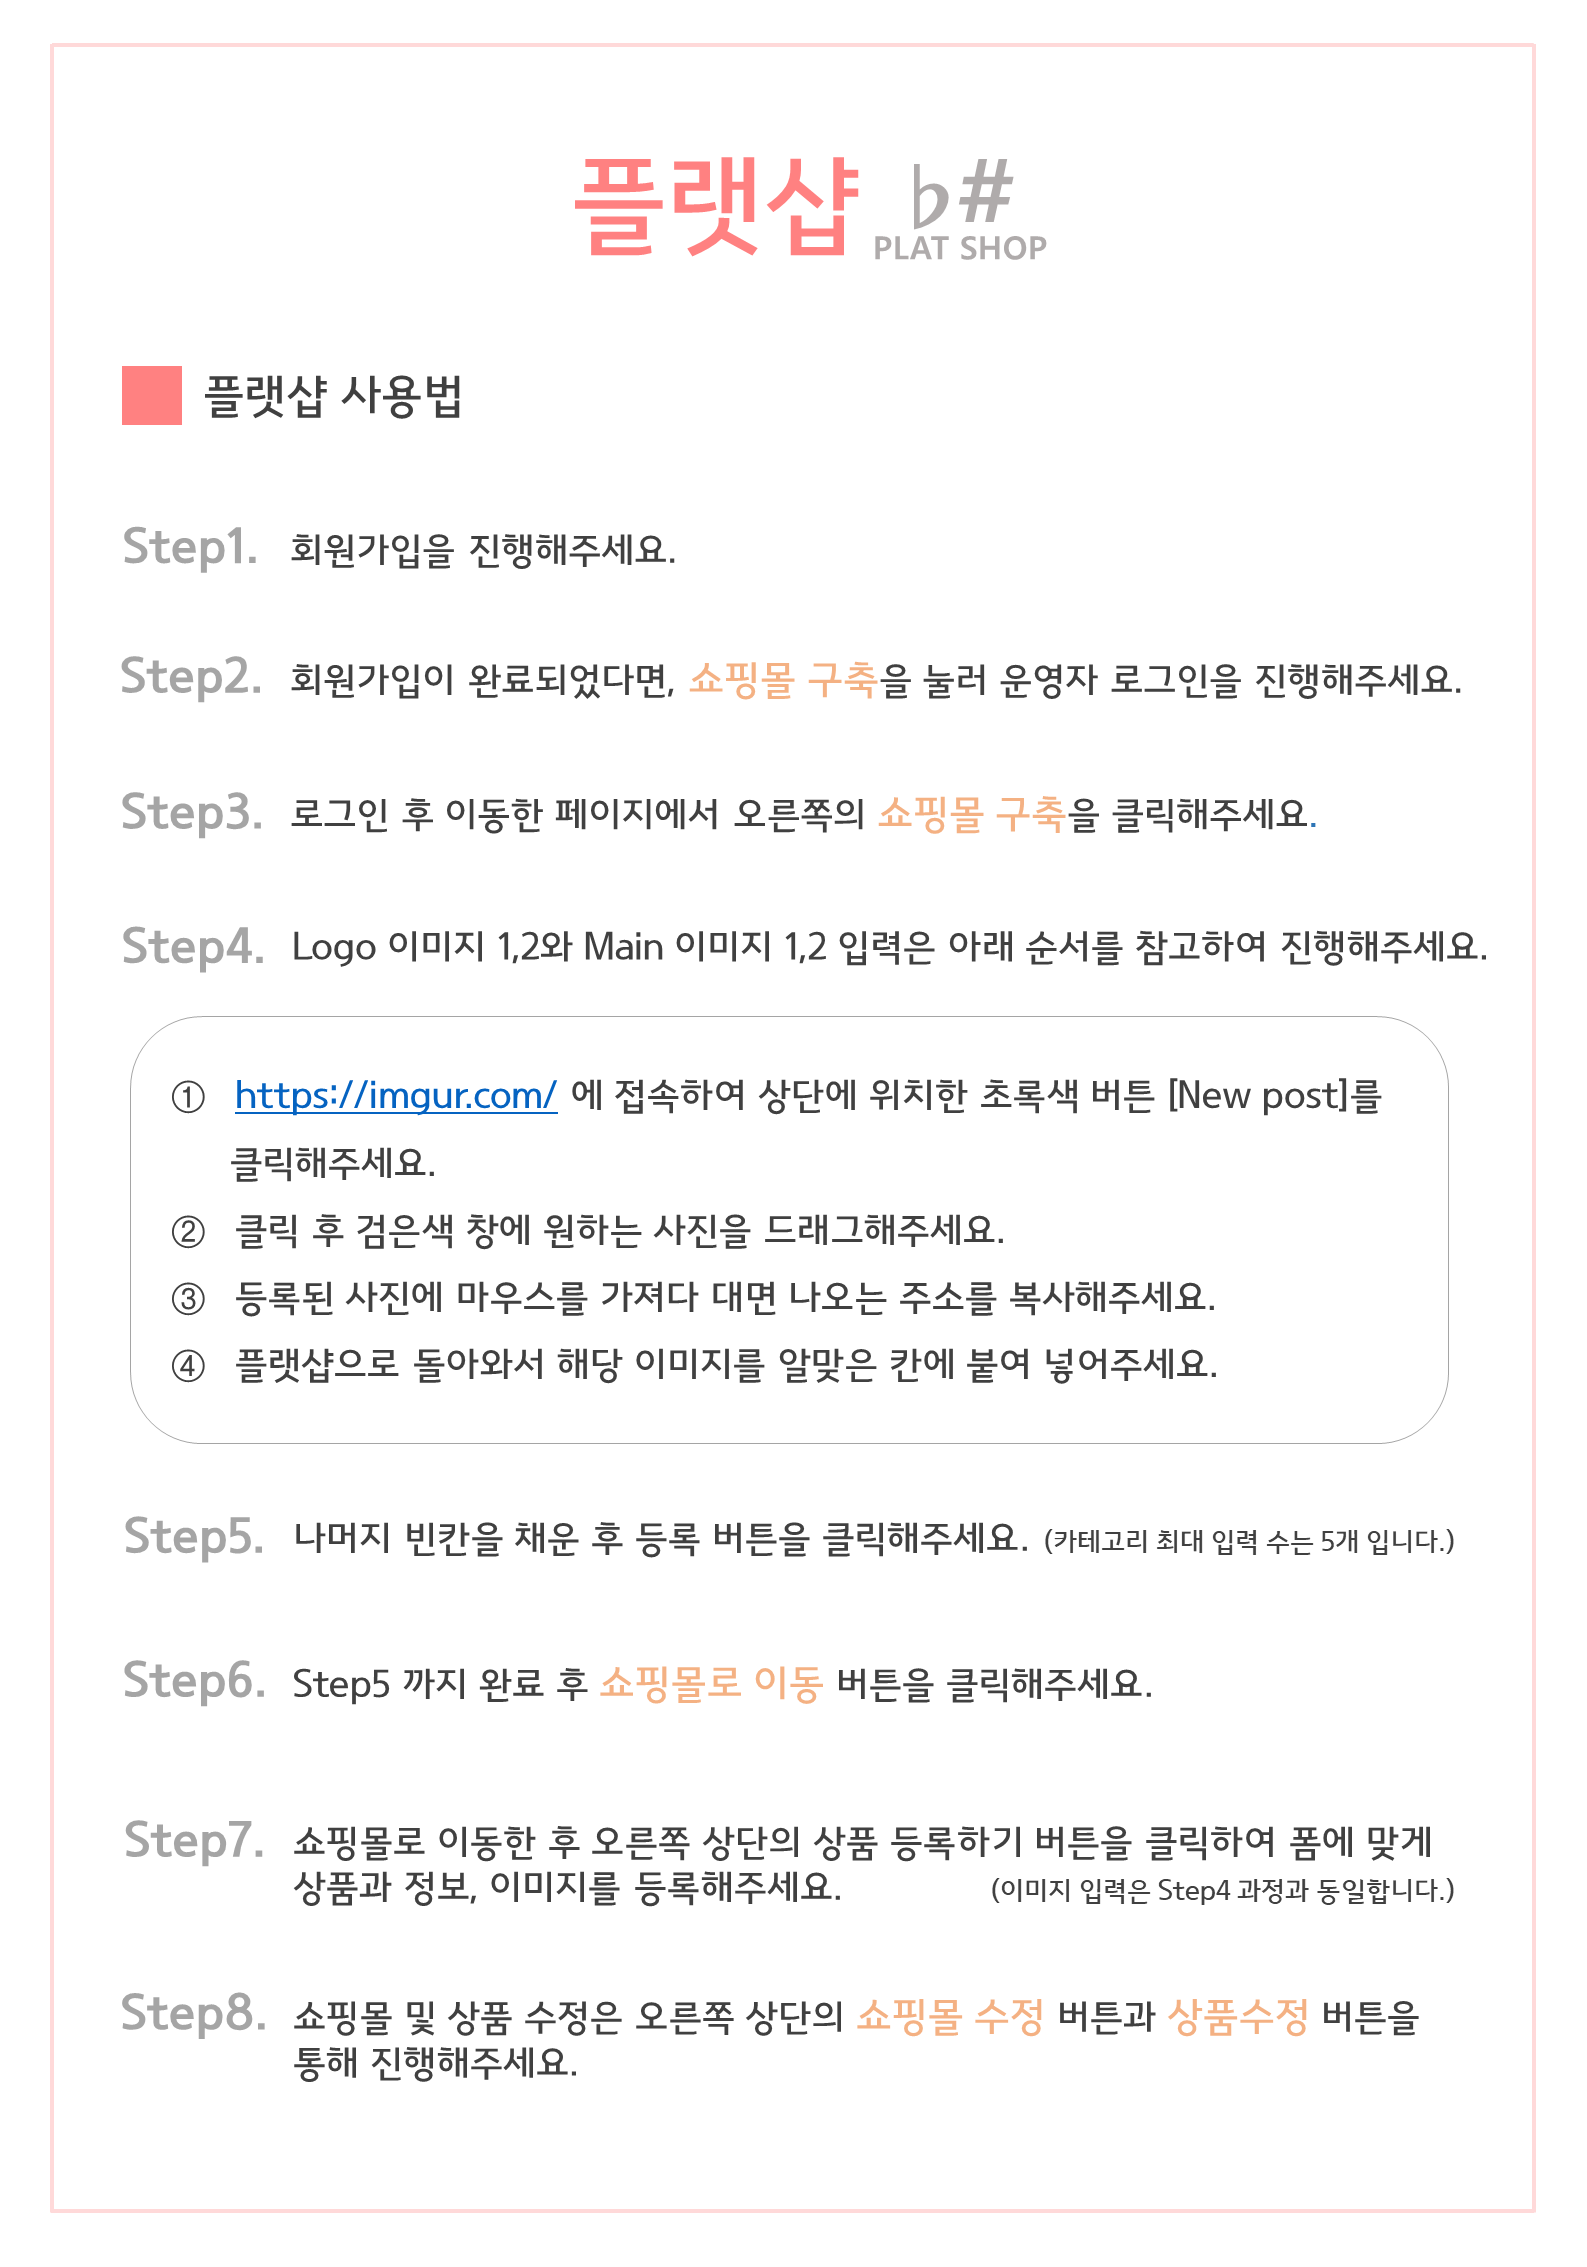 플랫샵 ♭#
PLAT SHOP
플랫샵 사용법
Step1. 회원가입을 진행해주세요.
Step2. 회원가입이 완료되었다면, 쇼핑몰 구축을 눌러 운영자 로그인을 진행해주세요.
Step3. 로그인 후 이동한 페이지에서 오른쪽의 쇼핑몰 구축을 클릭해주세요.
Step4. Logo 이미지 1,2와 Main 이미지 1,2 입력은 아래 순서를 참고하여 진행해주세요.
① https://imgur.com/ 에 접속하여 상단에 위치한 초록색 버튼 [New post]를
클릭해주세요.
② 클릭 후 검은색 창에 원하는 사진을 드래그해주세요.
③ 등록된 사진에 마우스를 가져다 대면 나오는 주소를 복사해주세요.
④ 플랫샵으로 돌아와서 해당 이미지를 알맞은 칸에 붙여 넣어주세요.
Step5. 나머지 빈칸을 채운 후 등록 버튼을 클릭해주세요. (카테고리 최대 입력 수는 5개 입니다.)
Step6. Step5 까지 완료 후 쇼핑몰로 이동 버튼을 클릭해주세요.
Step7. 쇼핑몰로 이동한 후 오른쪽 상단의 상품 등록하기 버튼을 클릭하여 폼에 맞게
상품과 정보, 이미지를 등록해주세요. (이미지 입력은 Step4 과정과 동일합니다.)
Step8. 쇼핑몰 및 상품 수정은 오른쪽 상단의 쇼핑몰 수정 버튼과 상품수정 버튼을
통해 진행해주세요.